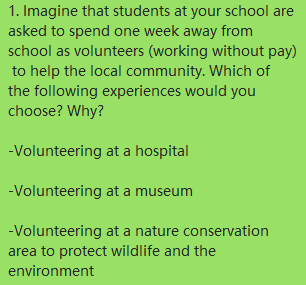 1. Imagine that students at your school are
asked to spend one week away from
school as volunteers (working without pay)
to help the local community. Which of
the following experiences would you
choose? Why?
-Volunteering at a hospital
-Volunteering at a museum
-Volunteering at a nature conservation
area to protect wildlife and the
environment